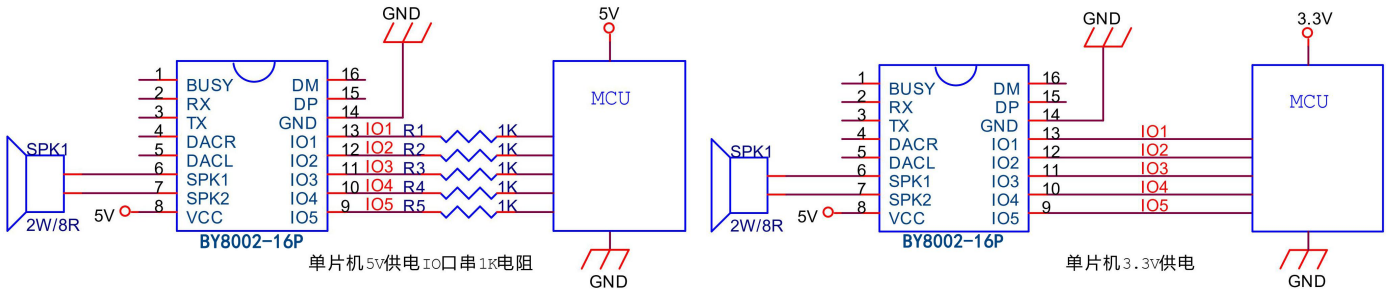 GND
5V
1 BUSY DM 16
2 RX DP 15
3 TX GND 14
4 DACR IO1 13 IO1 R1 1K
5 DACL IO2 12 IO2 R2 1K
6 SPK1 IO3 11 IO3 R3 1K
7 SPK2 IO4 10 IO4 R4 1K
8 VCC IO5 9 IO5 R5 1K
MCU
SPK1
2W/8R
5V
BY8002-16P
GND
单片机5V供电IO口串1K电阻
GND
3.3V
1 BUSY DM 16
2 RX DP 15
3 TX GND 14
4 DACR IO1 13 IO1
5 DACL IO2 12 IO2
6 SPK1 IO3 11 IO3
7 SPK2 IO4 10 IO4
8 VCC IO5 9 IO5
MCU
SPK1
2W/8R
5V
BY8002-16P
GND
单片机3.3V供电